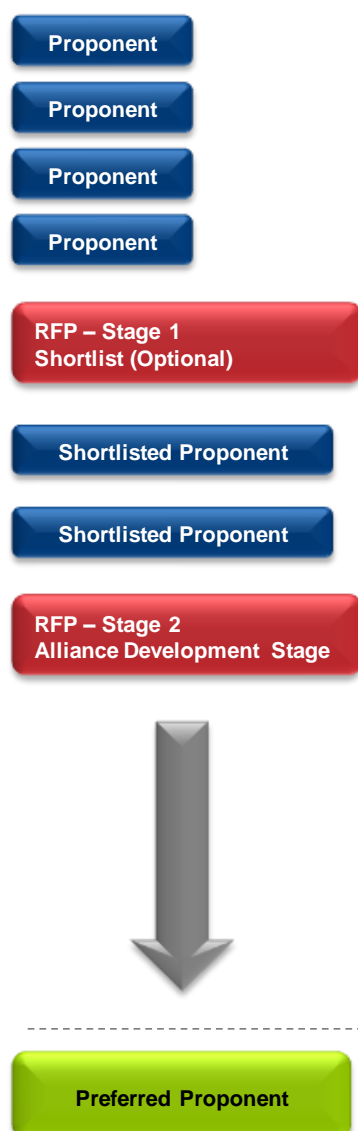 Proponent
Proponent
Proponent
Proponent
RFP – Stage 1
Shortlist (Optional)
Shortlisted Proponent
Shortlisted Proponent
RFP – Stage 2
Alliance Development Stage
Preferred Proponent